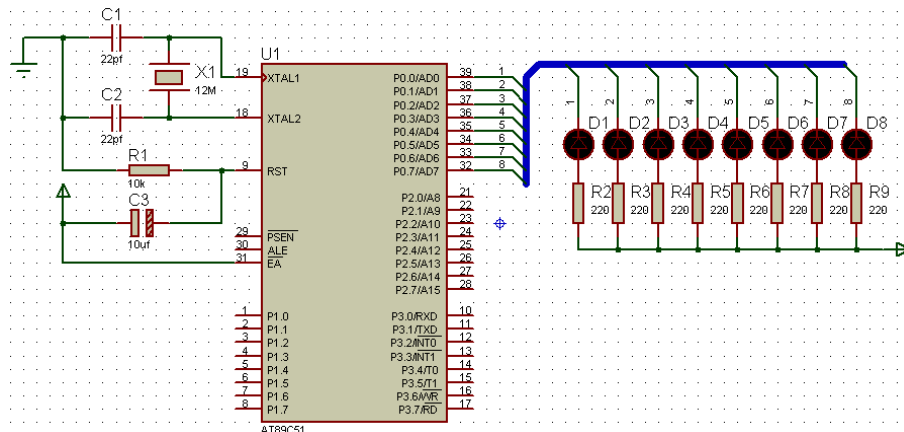 C1
22pf
X1
12M
C2
22pf
R1
10k
C3
10uf
U1
19 XTAL1
18 XTAL2
9 RST
29 PSEN
30 ALE
31 EA
1 P1.0
2 P1.1
3 P1.2
4 P1.3
5 P1.4
6 P1.5
7 P1.6
8 P1.7
P0.0/AD0 39 1
P0.1/AD1 38 2
P0.2/AD2 37 3
P0.3/AD3 36 4
P0.4/AD4 35 5
P0.5/AD5 34 6
P0.6/AD6 33 7
P0.7/AD7 32 8
P2.0/A8 21
P2.1/A9 22
P2.2/A10 23
P2.3/A11 24
P2.4/A12 25
P2.5/A13 26
P2.6/A14 27
P2.7/A15 28
P3.0/RXD 10
P3.1/TXD 11
P3.2/INT0 12
P3.3/INT1 13
P3.4/T0 14
P3.5/T1 15
P3.6/WR 16
P3.7/RD 17
AT89C51
1 2 3 4 5 6 7 8
D1 D2 D3 D4 D5 D6 D7 D8
R2 R3 R4 R5 R6 R7 R8 R9
220 220 220 220 220 220 220 220